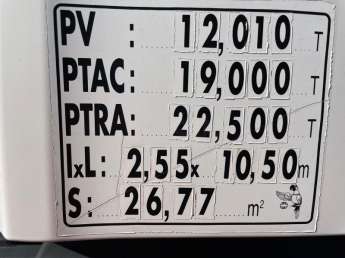 PV : 12,010 T
PTAC : 19,000 T
PTRA : 22,500 T
lxL : 2,55x 10,50m
S : 26,77 m²